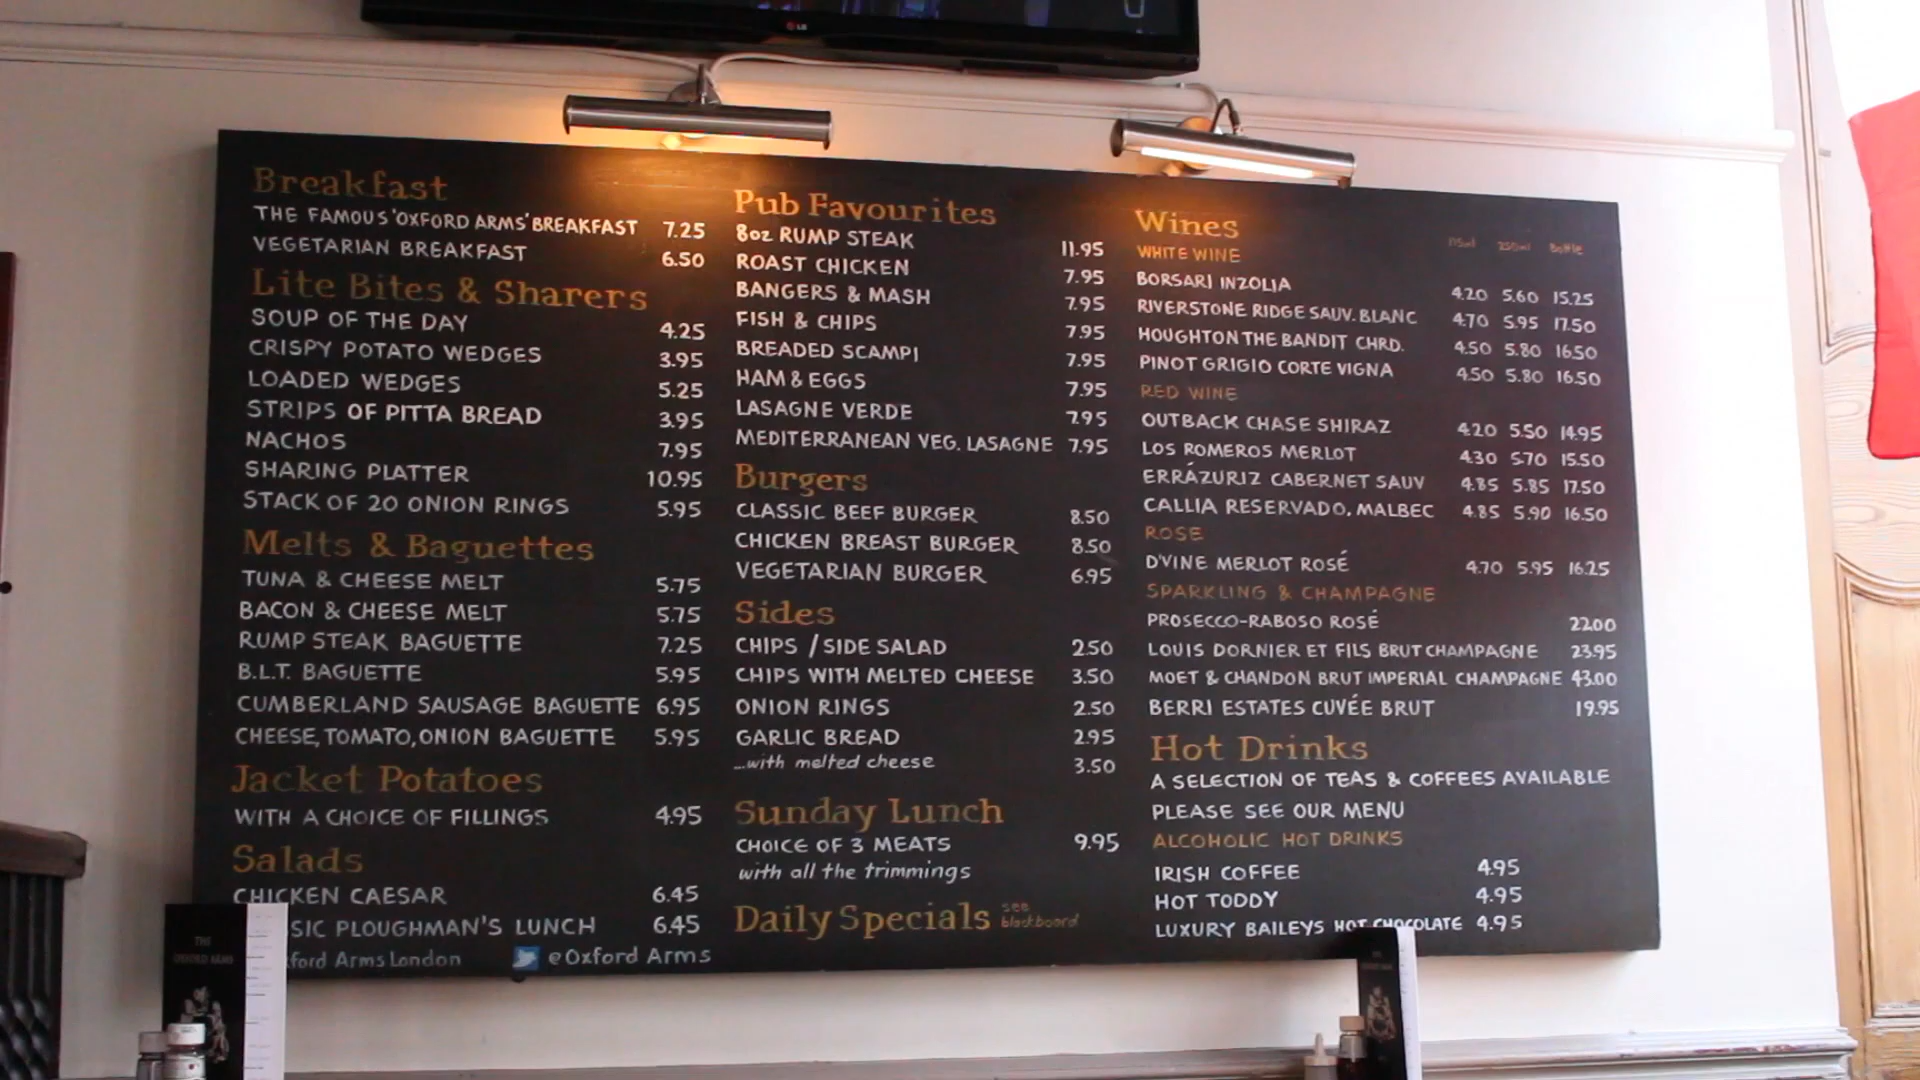 LG
Breakfast
THE FAMOUS 'OXFORD ARMS' BREAKFAST 7.25
VEGETARIAN BREAKFAST 6.50
Lite Bites & Sharers
SOUP OF THE DAY 4.25
CRISPY POTATO WEDGES 3.95
LOADED WEDGES 5.25
STRIPS OF PITTA BREAD 3.95
NACHOS 7.95
SHARING PLATTER 10.95
STACK OF 20 ONION RINGS 5.95
Melts & Baguettes
TUNA & CHEESE MELT 5.75
BACON & CHEESE MELT 5.75
RUMP STEAK BAGUETTE 7.25
B.L.T. BAGUETTE 5.95
CUMBERLAND SAUSAGE BAGUETTE 6.95
CHEESE, TOMATO, ONION BAGUETTE 5.95
Jacket Potatoes
WITH A CHOICE OF FILLINGS 4.95
Salads
CHICKEN CAESAR 6.45
SIC PLOUGHMAN'S LUNCH 6.45
ford Arms London @Oxford Arms
Pub Favourites
8oz RUMP STEAK 11.95
ROAST CHICKEN 7.95
BANGERS & MASH 7.95
FISH & CHIPS 7.95
BREADED SCAMPI 7.95
HAM & EGGS 7.95
LASAGNE VERDE 7.95
MEDITERRANEAN VEG. LASAGNE 7.95
Burgers
CLASSIC BEEF BURGER 8.50
CHICKEN BREAST BURGER 8.50
VEGETARIAN BURGER 6.95
Sides
CHIPS / SIDE SALAD 2.50
CHIPS WITH MELTED CHEESE 3.50
ONION RINGS 2.50
GARLIC BREAD 2.95
...with melted cheese 3.50
Sunday Lunch
CHOICE OF 3 MEATS 9.95
with all the trimmings
Daily Specials see blackboard
Wines
WHITE WINE 175ml 250ml Bottle
BORSARI INZOLIA 4.20 5.60 15.25
RIVERSTONE RIDGE SAUV. BLANC 4.70 5.95 17.50
HOUGHTON THE BANDIT CHRD. 4.50 5.80 16.50
PINOT GRIGIO CORTE VIGNA 4.50 5.80 16.50
RED WINE
OUTBACK CHASE SHIRAZ 4.20 5.50 14.95
LOS ROMEROS MERLOT 4.30 5.70 15.50
ERRÁZURIZ CABERNET SAUV 4.85 5.85 17.50
CALLIA RESERVADO. MALBEC 4.85 5.90 16.50
ROSE
D'VINE MERLOT ROSÉ 4.70 5.95 16.25
SPARKLING & CHAMPAGNE
PROSECCO-RABOSO ROSÉ 22.00
LOUIS DORNIER ET FILS BRUT CHAMPAGNE 23.95
MOET & CHANDON BRUT IMPERIAL CHAMPAGNE 43.00
BERRI ESTATES CUVÉE BRUT 19.95
Hot Drinks
A SELECTION OF TEAS & COFFEES AVAILABLE
PLEASE SEE OUR MENU
ALCOHOLIC HOT DRINKS
IRISH COFFEE 4.95
HOT TODDY 4.95
LUXURY BAILEYS HOT CHOCOLATE 4.95
THE
OXFORD ARMS